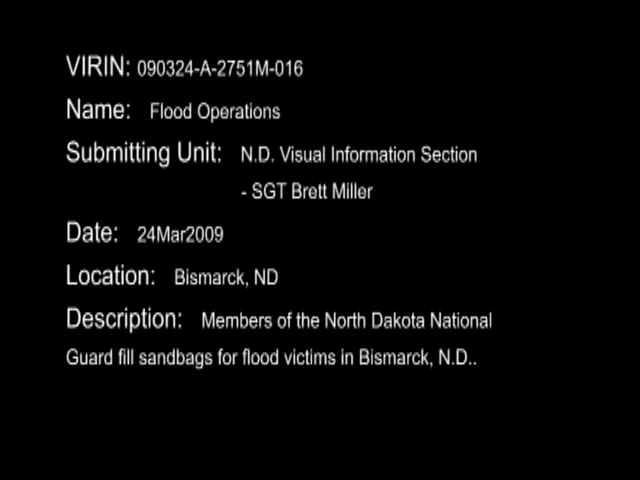 VIRIN: 090324-A-2751M-016
Name: Flood Operations
Submitting Unit: N.D. Visual Information Section
- SGT Brett Miller
Date: 24Mar2009
Location: Bismarck, ND
Description: Members of the North Dakota National
Guard fill sandbags for flood victims in Bismarck, N.D..